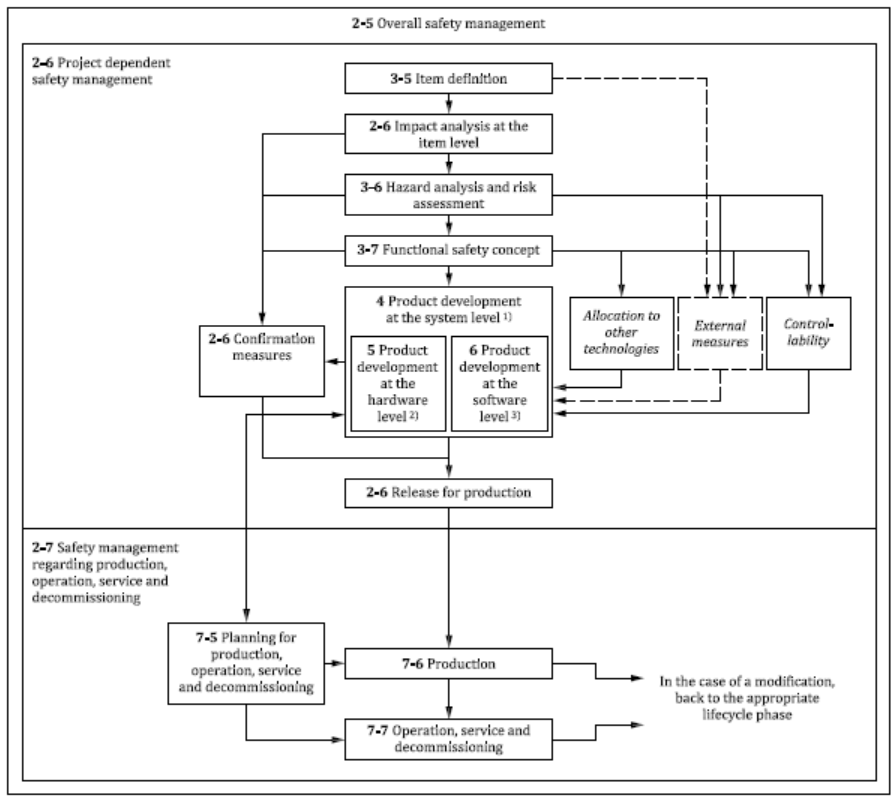 2-5 Overall safety management
2-6 Project dependent
safety management
3-5 Item definition
2-6 Impact analysis at the
item level
3-6 Hazard analysis and risk
assessment
3-7 Functional safety concept
4 Product development
at the system level 1)
2-6 Confirmation
measures
5 Product
development
at the
hardware
level 2)
6 Product
development
at the
software
level 3)
Allocation to
other
technologies
External
measures
Control-
lability
2-6 Release for production
2-7 Safety management
regarding production,
operation, service and
decommissioning
7-5 Planning for
production,
operation, service
and decommissioning
7-6 Production
7-7 Operation, service and
decommissioning
In the case of a modification,
back to the appropriate
lifecycle phase